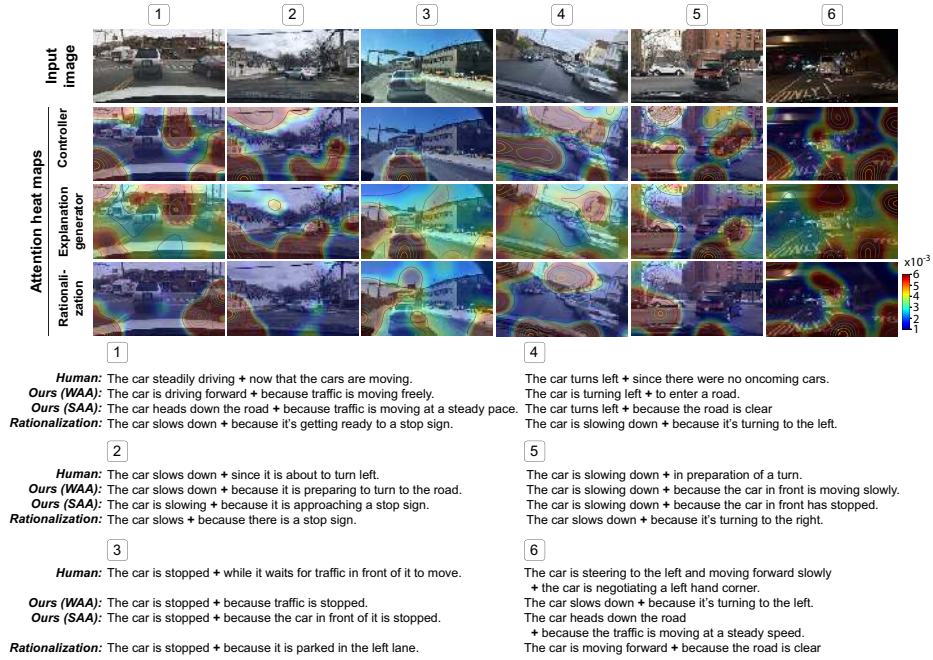 1 2 3 4 5 6
Input image
Attention heat maps
Controller
Explanation generator
Rationali-zation
x10⁻³
6
5
4
3
2
1
1
Human: The car steadily driving + now that the cars are moving.
Ours (WAA): The car is driving forward + because traffic is moving freely.
Ours (SAA): The car heads down the road + because traffic is moving at a steady pace.
Rationalization: The car slows down + because it's getting ready to a stop sign.
4
The car turns left + since there were no oncoming cars.
The car is turning left + to enter a road.
The car turns left + because the road is clear
The car is slowing down + because it's turning to the left.
2
Human: The car slows down + since it is about to turn left.
Ours (WAA): The car slows down + because it is preparing to turn to the road.
Ours (SAA): The car is slowing + because it is approaching a stop sign.
Rationalization: The car slows + because there is a stop sign.
5
The car is slowing down + in preparation of a turn.
The car is slowing down + because the car in front is moving slowly.
The car is slowing down + because the car in front has stopped.
The car slows down + because it's turning to the right.
3
Human: The car is stopped + while it waits for traffic in front of it to move.
Ours (WAA): The car is stopped + because traffic is stopped.
Ours (SAA): The car is stopped + because the car in front of it is stopped.
Rationalization: The car is stopped + because it is parked in the left lane.
6
The car is steering to the left and moving forward slowly
+ the car is negotiating a left hand corner.
The car slows down + because it's turning to the left.
The car heads down the road
+ because the traffic is moving at a steady speed.
The car is moving forward + because the road is clear